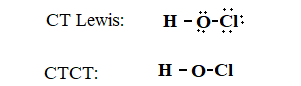 CT Lewis: H - O - Cl:
CTCT: H - O - Cl